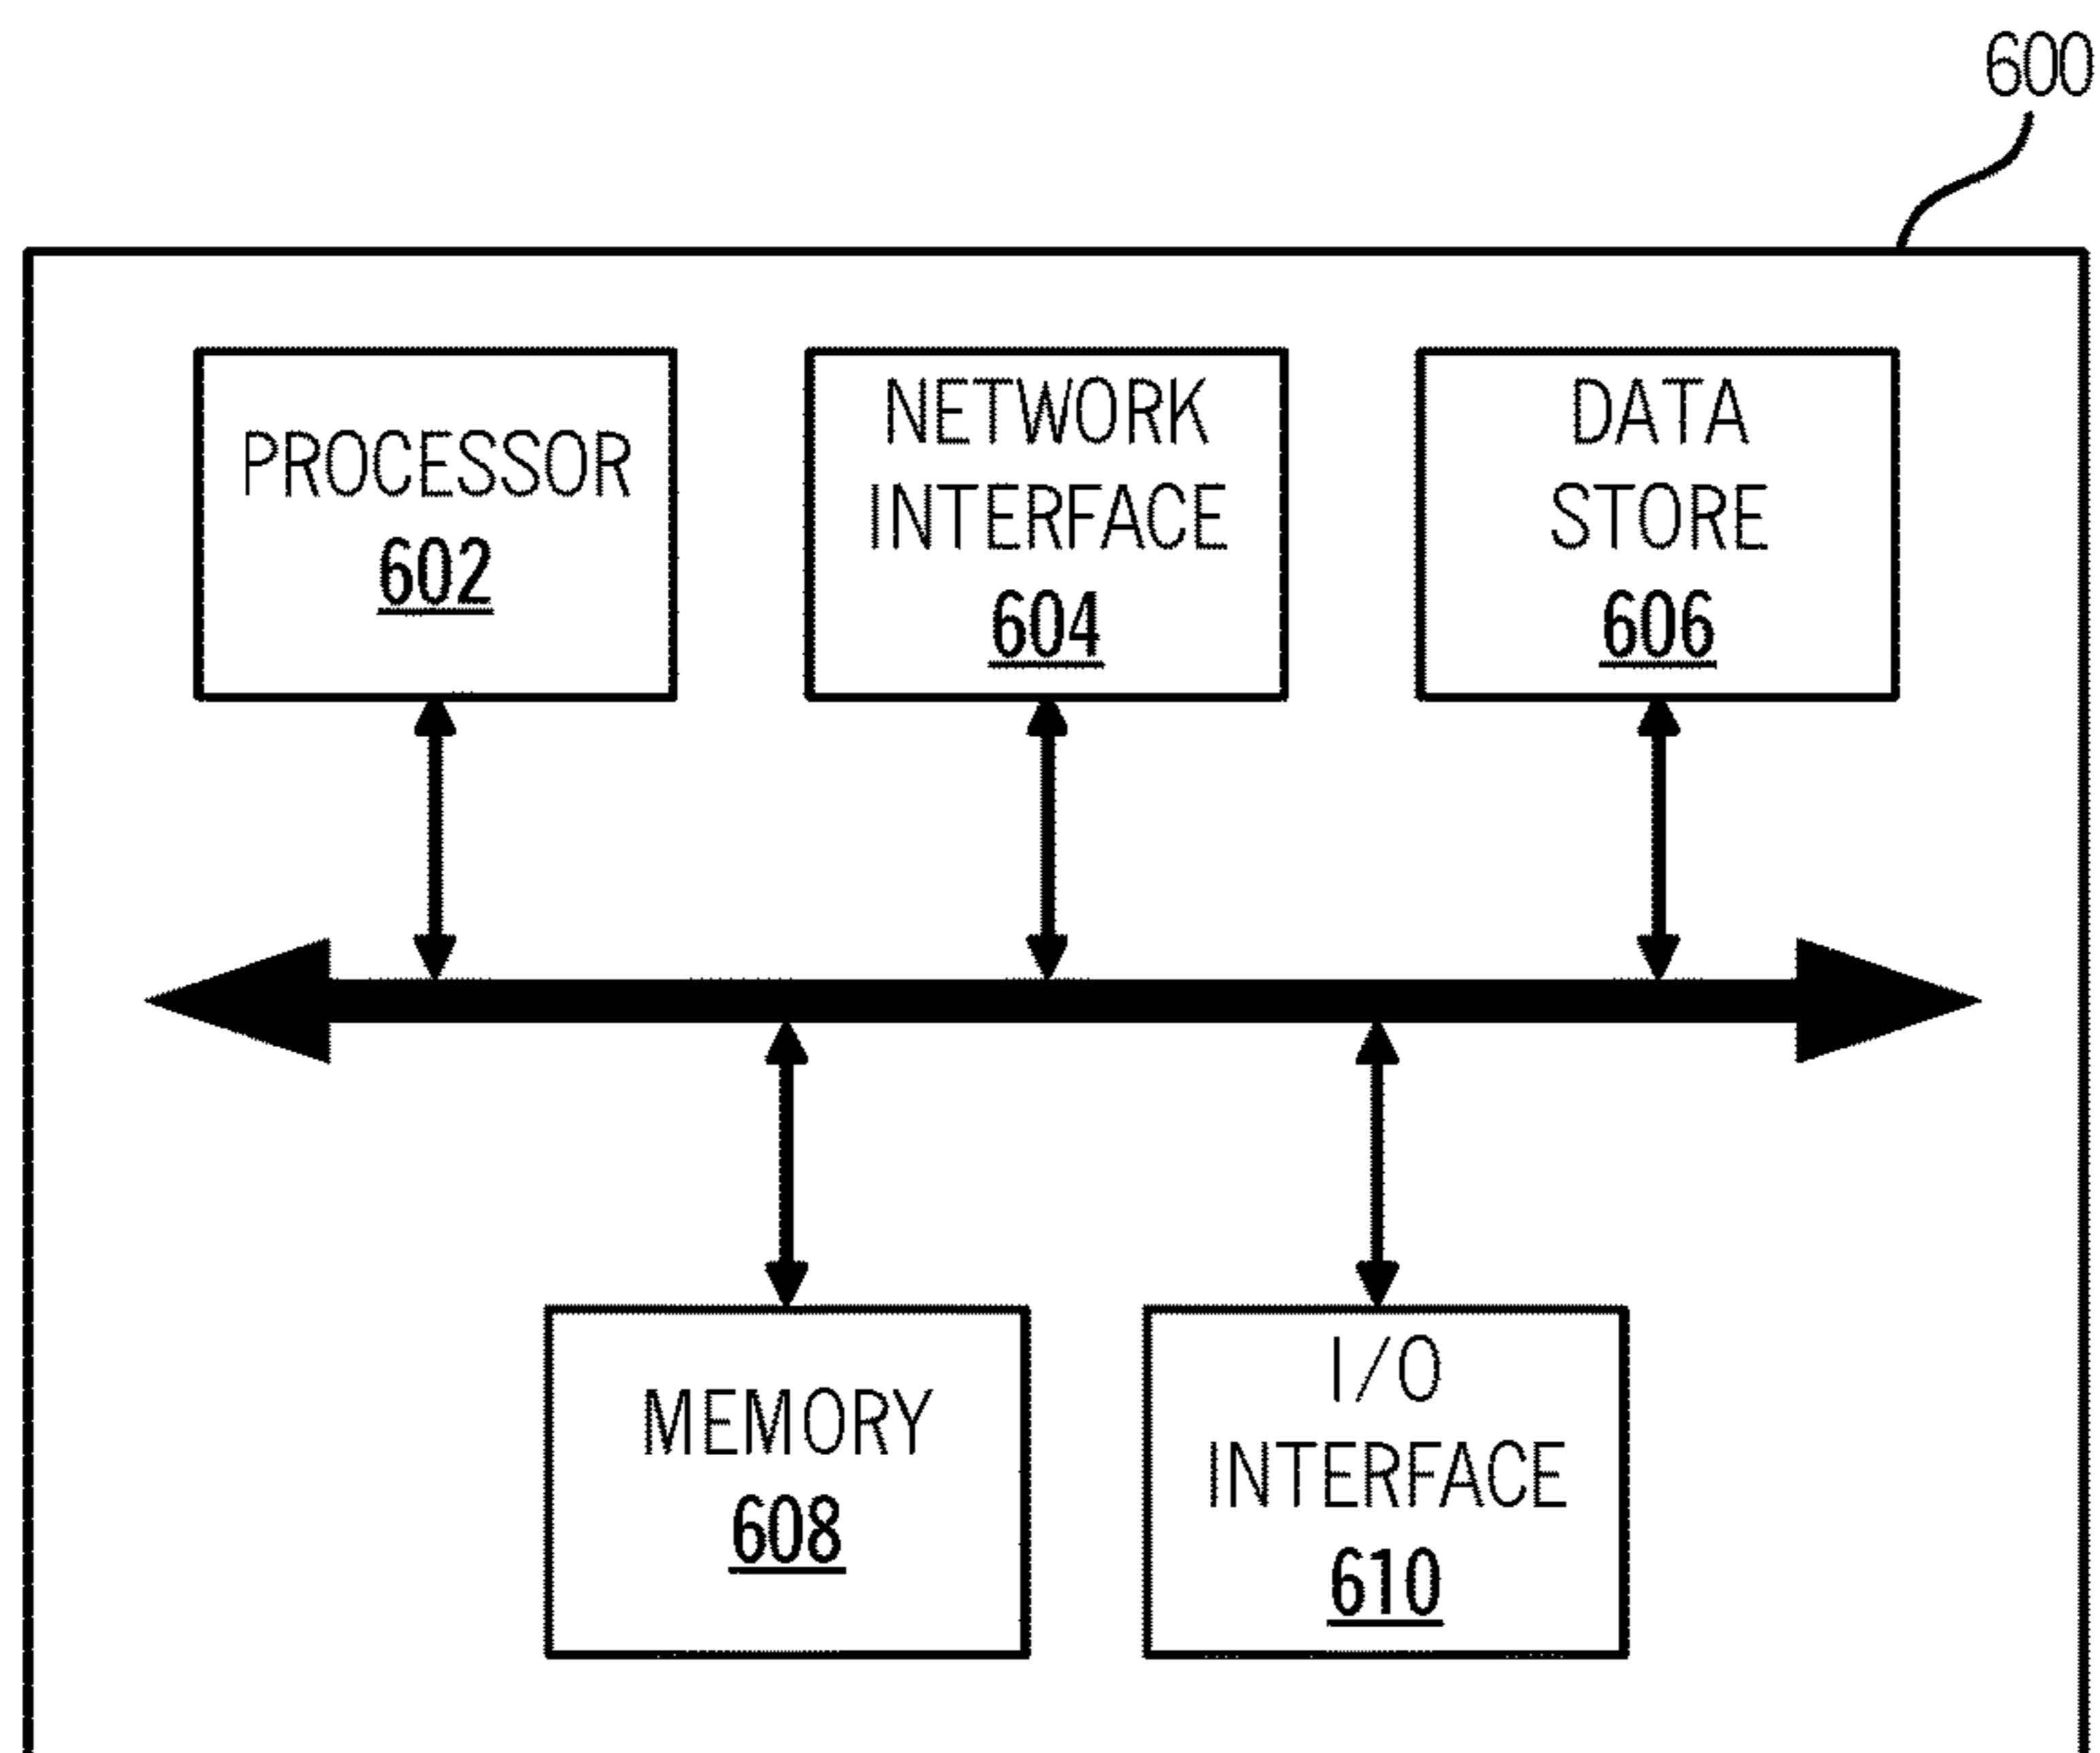 600
PROCESSOR
602
NETWORK
INTERFACE
604
DATA
STORE
606
MEMORY
608
I/O
INTERFACE
610